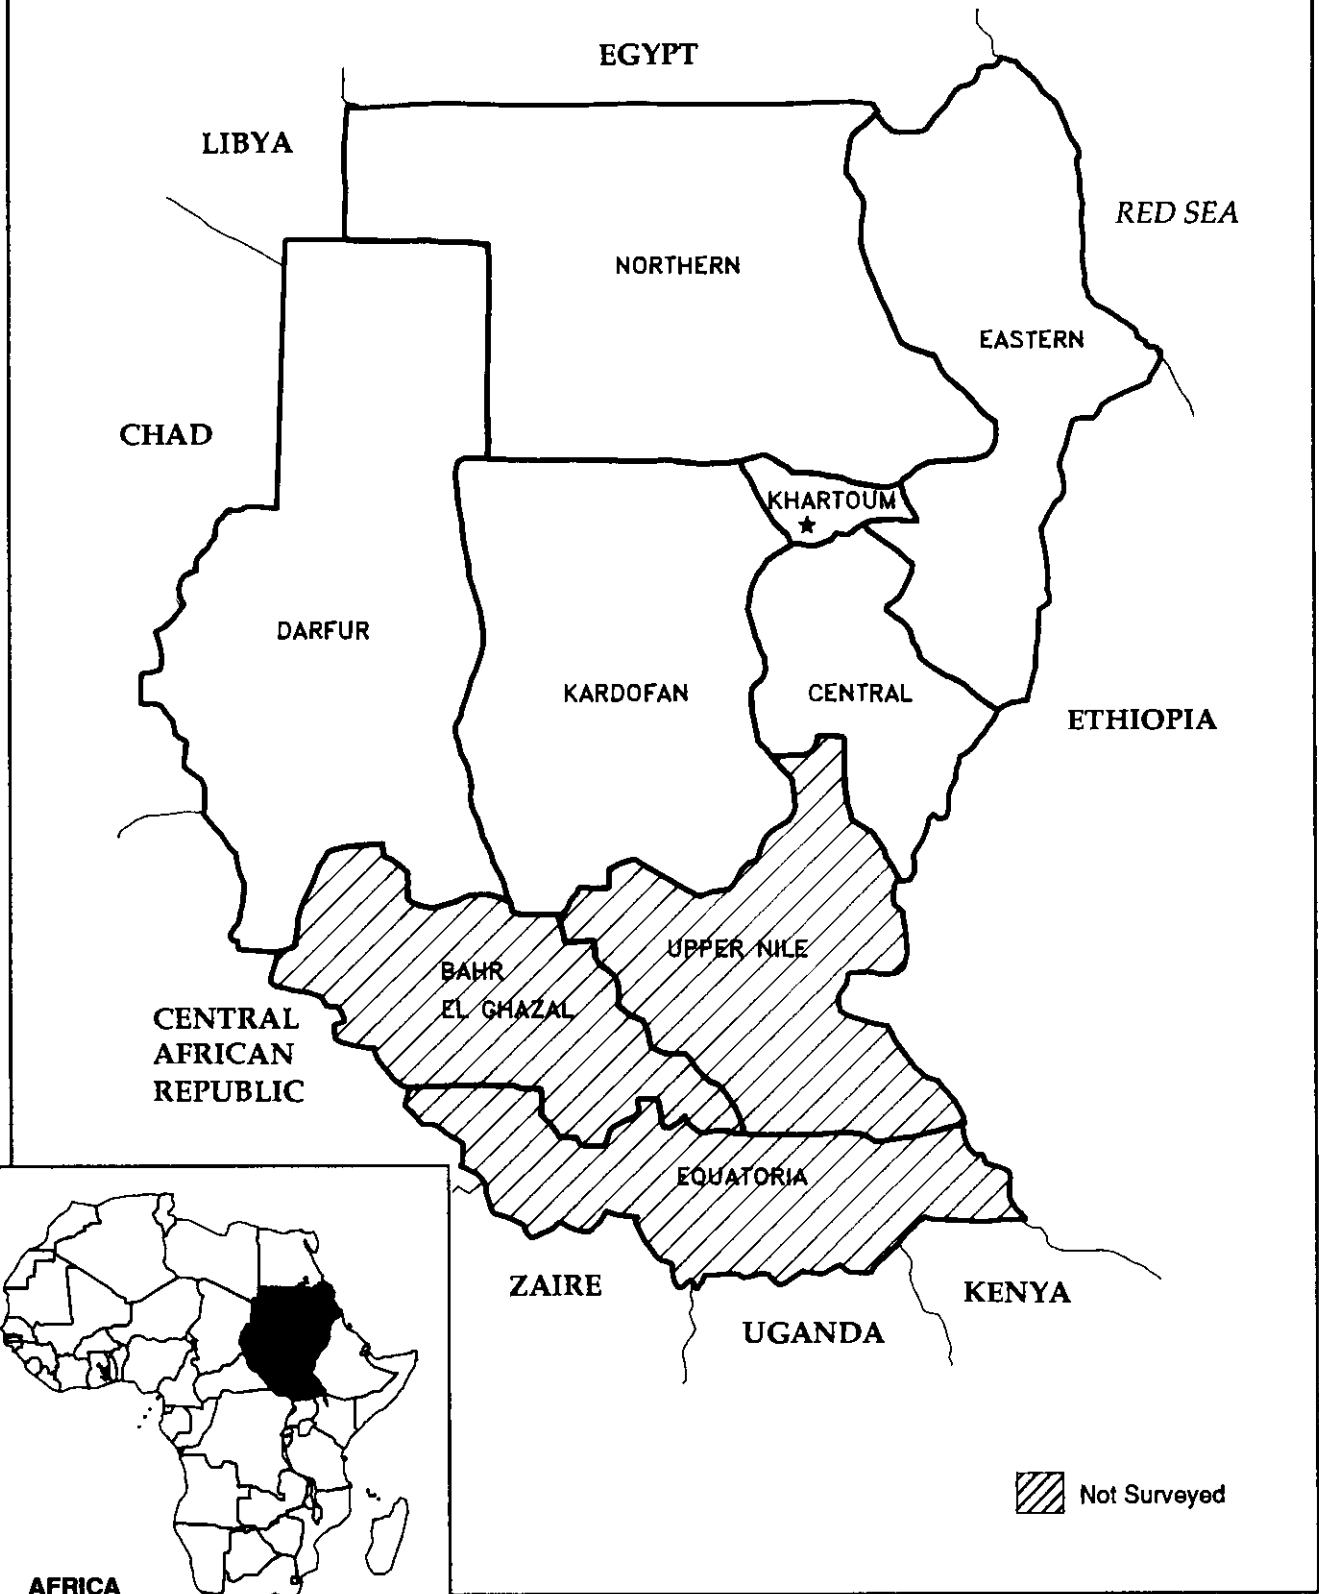 EGYPT
LIBYA
RED SEA
NORTHERN
EASTERN
CHAD
KHARTOUM
DARFUR
KARDOFAN
CENTRAL
ETHIOPIA
UPPER NILE
BAHR
EL GHAZAL
CENTRAL
AFRICAN
REPUBLIC
EQUATORIA
ZAIRE
KENYA
UGANDA
Not Surveyed
AFRICA